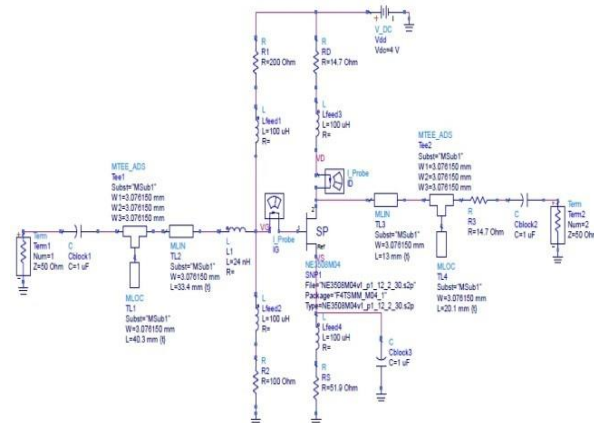 V_DC
Vdd
Vdc=4 V
R
R1
R=200 Ohm
R
RD
R=14.7 Ohm
L
Lfeed1
L=100 uH
R=
L
Lfeed3
L=100 uH
R=
MTEE_ADS
Tee1
Subst="MSub1"
W1=3.076150 mm
W2=3.076150 mm
W3=3.076150 mm
VD
I_Probe
ID
MTEE_ADS
Tee2
Subst="MSub1"
W1=3.076150 mm
W2=3.076150 mm
W3=3.076150 mm
Term
Term1
Num=1
Z=50 Ohm
C
Cblock1
C=1 uF
MLIN
TL2
Subst="MSub1"
W=3.076150 mm
L=33.4 mm {t}
L
L1
L=24 nH
R=
VG
I_Probe
IG
SP
Ref
VS
NE3508M04
SNP1
File="NE3508M04v1_p1_12_2_30.s2p"
Package="F4TSMM_M04_1"
Type=NE3508M04v1_p1_12_2_30.s2p
MLIN
TL3
Subst="MSub1"
W=3.076150 mm
L=13 mm {t}
R
R3
R=14.7 Ohm
C
Cblock2
C=1 uF
Term
Term2
Num=2
Z=50 Ohm
MLOC
TL1
Subst="MSub1"
W=3.076150 mm
L=40.3 mm {t}
MLOC
TL4
Subst="MSub1"
W=3.076150 mm
L=20.1 mm {t}
L
Lfeed2
L=100 uH
R=
L
Lfeed4
L=100 uH
R=
C
Cblock3
C=1 uF
R
R2
R=100 Ohm
R
RS
R=51.9 Ohm